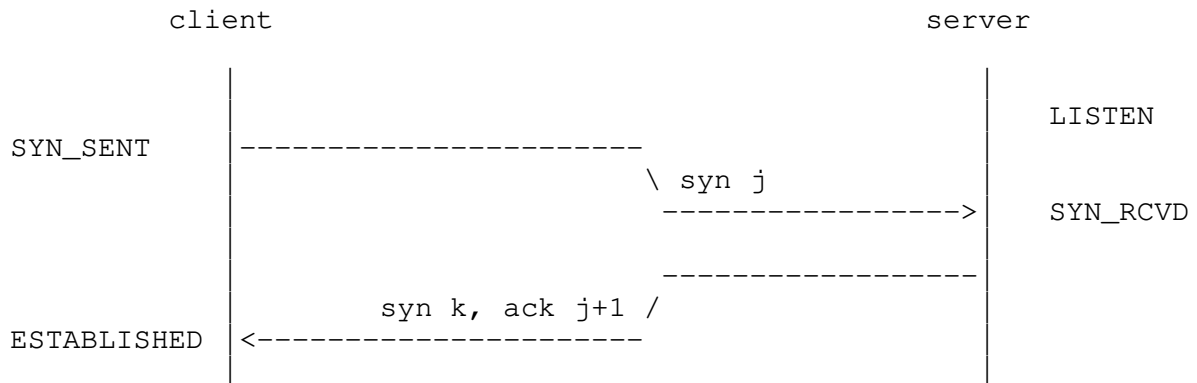 client server
LISTEN
SYN_SENT
syn j
SYN_RCVD
syn k, ack j+1
ESTABLISHED